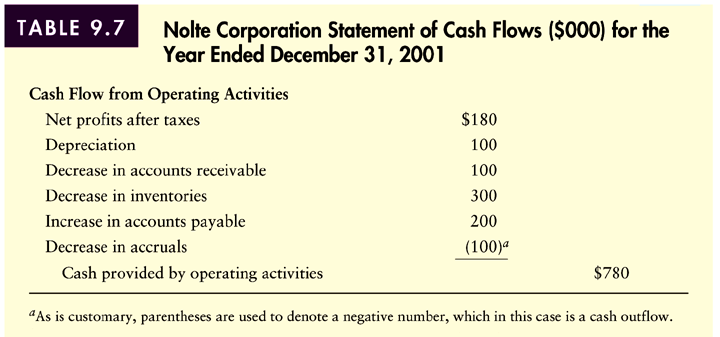 TABLE 9.7
Nolte Corporation Statement of Cash Flows ($000) for the
Year Ended December 31, 2001
Cash Flow from Operating Activities
Net profits after taxes $180
Depreciation 100
Decrease in accounts receivable 100
Decrease in inventories 300
Increase in accounts payable 200
Decrease in accruals (100)a
Cash provided by operating activities $780
aAs is customary, parentheses are used to denote a negative number, which in this case is a cash outflow.